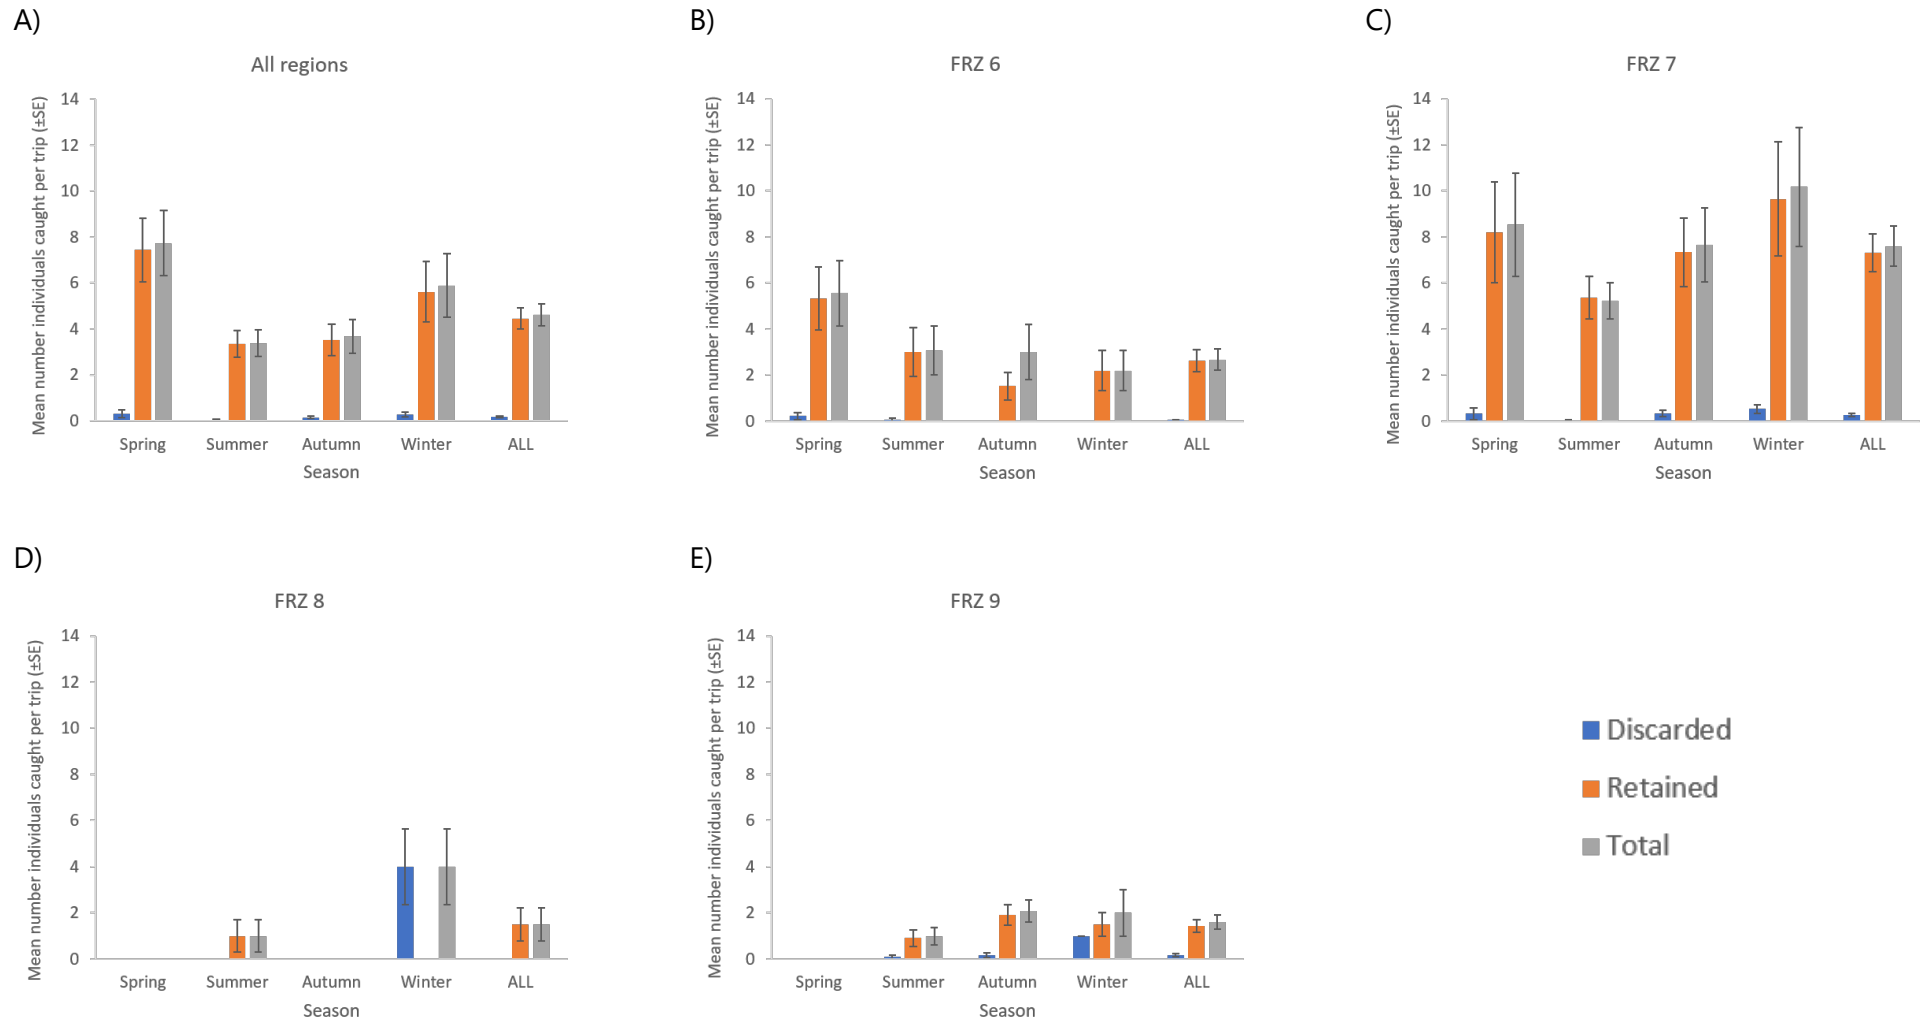 A)
All regions
Mean number individuals caught per trip (±SE)
14
12
10
8
6
4
2
0
Spring Summer Autumn Winter ALL
Season
B)
FRZ 6
Mean number individuals caught per trip (±SE)
14
12
10
8
6
4
2
0
Spring Summer Autumn Winter ALL
Season
C)
FRZ 7
Mean number individuals caught per trip (±SE)
14
12
10
8
6
4
2
0
Spring Summer Autumn Winter ALL
Season
D)
FRZ 8
Mean number individuals caught per trip (±SE)
14
12
10
8
6
4
2
0
Spring Summer Autumn Winter ALL
Season
E)
FRZ 9
Mean number individuals caught per trip (±SE)
14
12
10
8
6
4
2
0
Spring Summer Autumn Winter ALL
Season
Discarded
Retained
Total